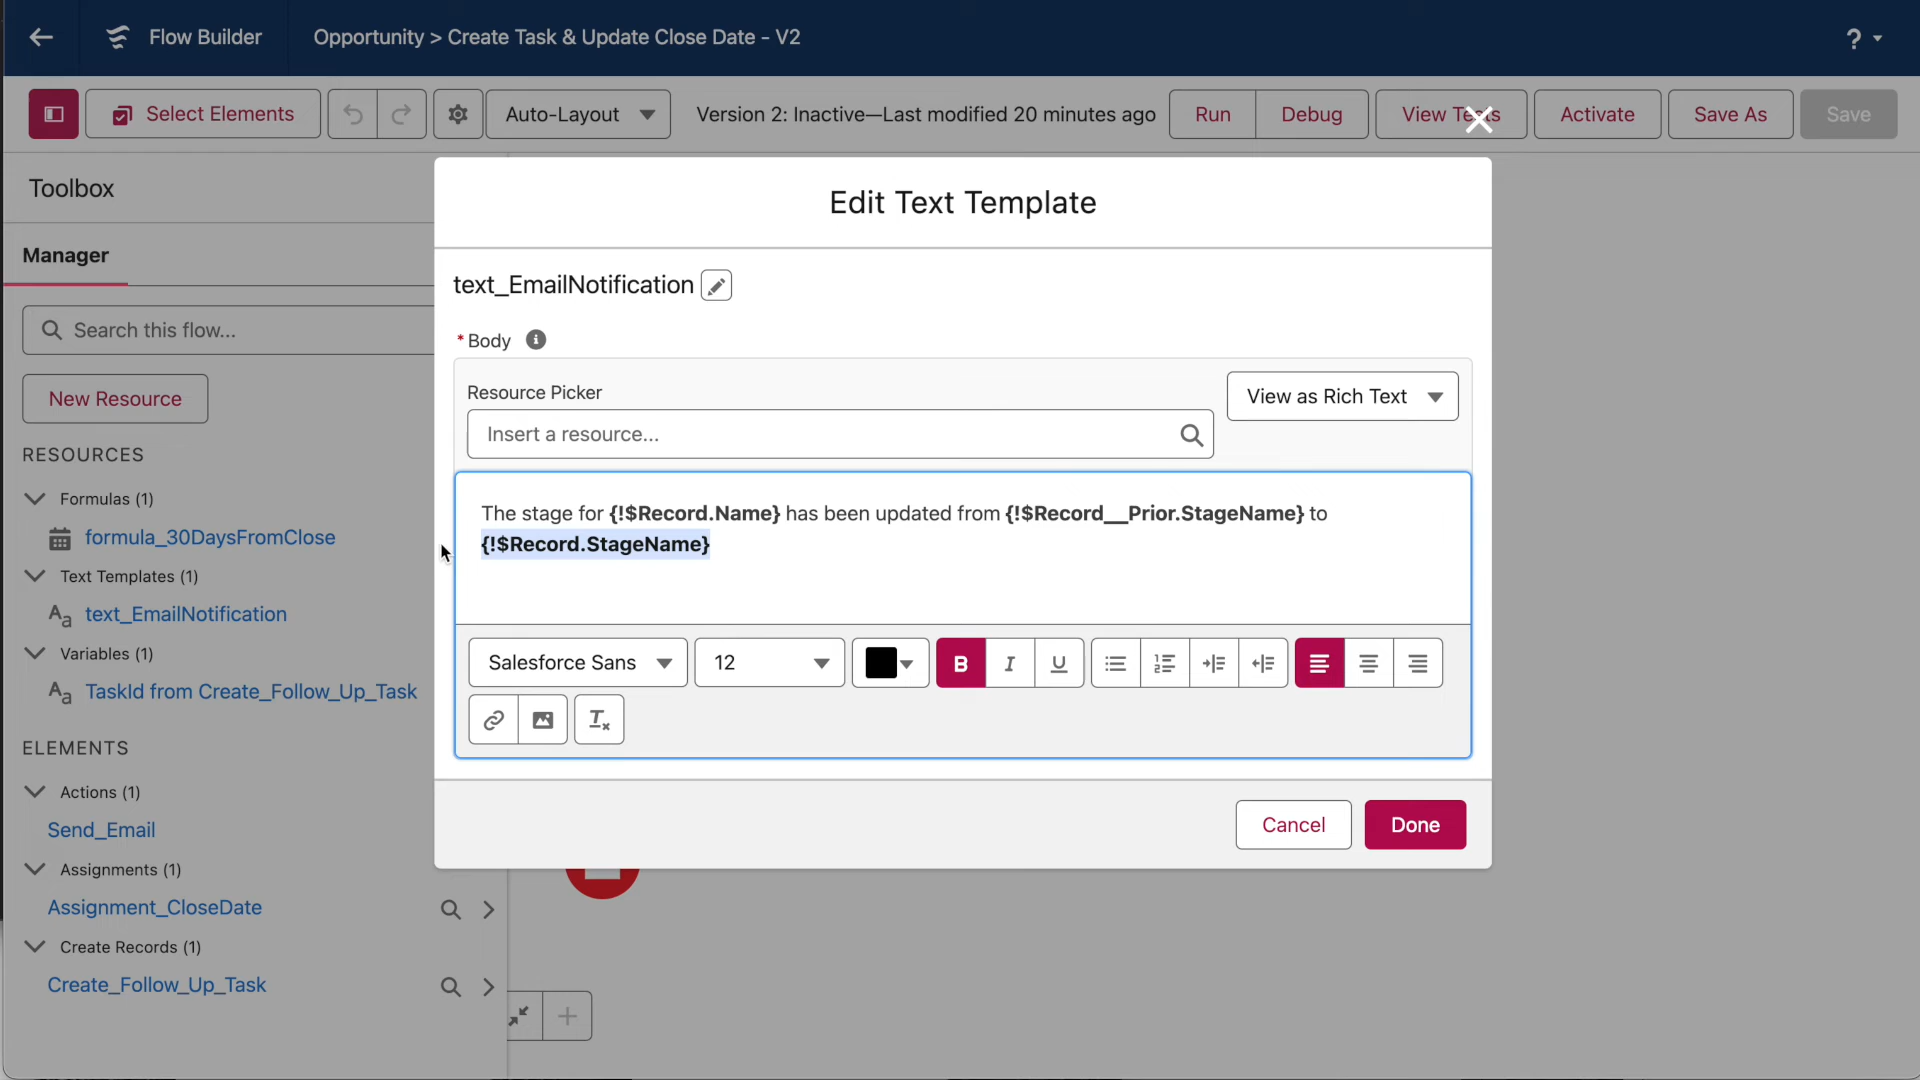 Flow Builder
Opportunity > Create Task & Update Close Date - V2
?
Select Elements
Auto-Layout
Version 2: Inactive—Last modified 20 minutes ago
Run
Debug
View Tests
Activate
Save As
Save
Toolbox
Manager
Search this flow...
New Resource
RESOURCES
Formulas (1)
formula_30DaysFromClose
Text Templates (1)
Aa text_EmailNotification
Variables (1)
Aa TaskId from Create_Follow_Up_Task
ELEMENTS
Actions (1)
Send_Email
Assignments (1)
Assignment_CloseDate
Create Records (1)
Create_Follow_Up_Task
Edit Text Template
text_EmailNotification
* Body
Resource Picker
Insert a resource...
View as Rich Text
The stage for {!$Record.Name} has been updated from {!$Record__Prior.StageName} to
{!$Record.StageName}
Salesforce Sans
12
B
I
U
Cancel
Done